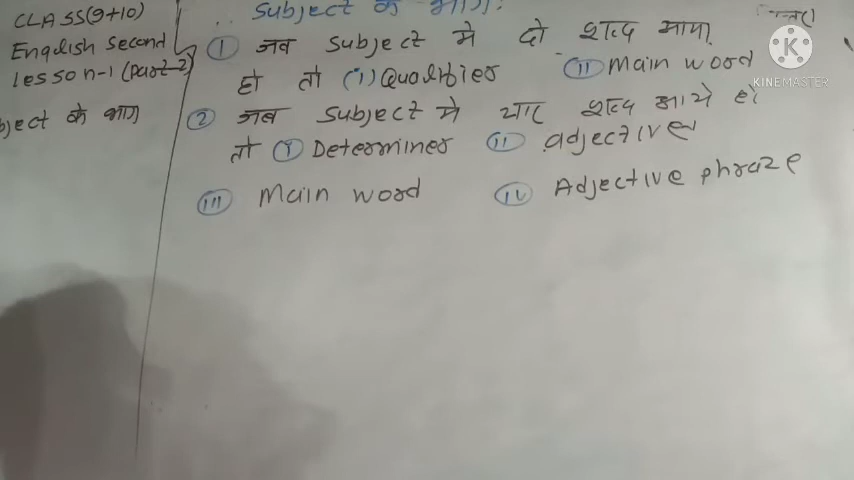 CLASS(9+10)
English Second
lesson-1(part-2)
bject के भाग
Subject के भाग:
① जब subject मे दो शब्द आया
हो तो (i) Qualifier (ii) Main word
② जब subject मे चार शब्द आये हो
तो (i) Determiner (ii) adjective
(iii) Main word (iv) Adjective phraze
KINEMASTER